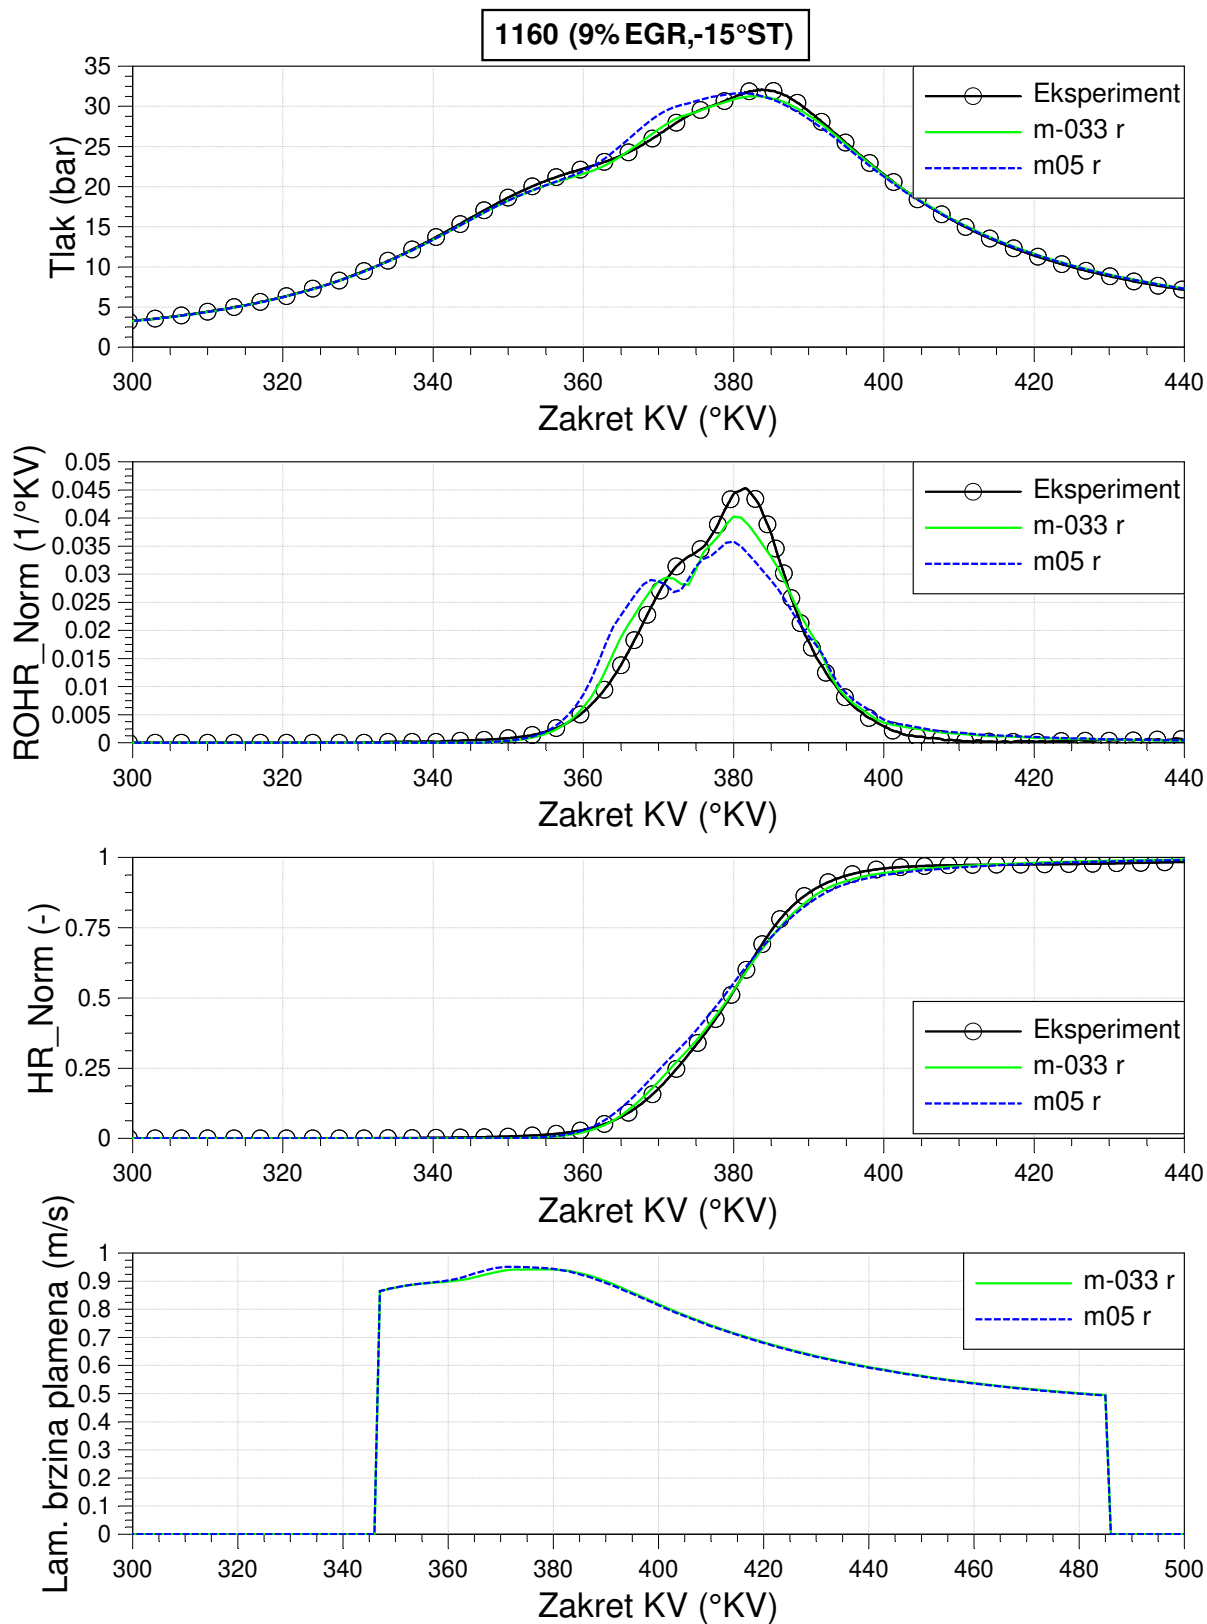 1160 (9% EGR,-15°ST)
Tlak (bar)
35
30
25
20
15
10
5
0
Eksperiment
m-033 r
m05 r
300 320 340 360 380 400 420 440
Zakret KV (°KV)
ROHR_Norm (1/°KV)
0.05
0.045
0.04
0.035
0.03
0.025
0.02
0.015
0.01
0.005
0
Eksperiment
m-033 r
m05 r
300 320 340 360 380 400 420 440
Zakret KV (°KV)
HR_Norm (-)
1
0.75
0.5
0.25
0
Eksperiment
m-033 r
m05 r
300 320 340 360 380 400 420 440
Zakret KV (°KV)
Lam. brzina plamena (m/s)
1
0.9
0.8
0.7
0.6
0.5
0.4
0.3
0.2
0.1
0
m-033 r
m05 r
300 320 340 360 380 400 420 440 460 480 500
Zakret KV (°KV)